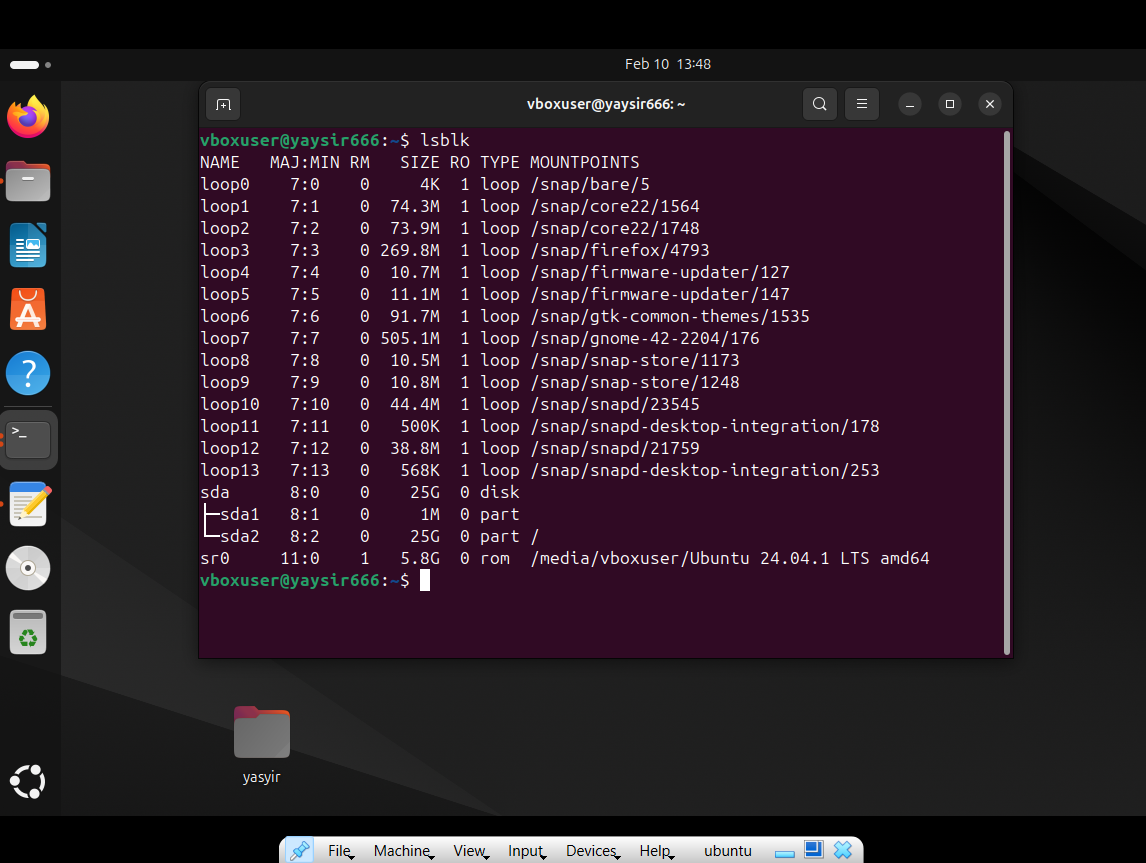 Feb 10 13:48
vboxuser@yaysir666: ~
vboxuser@yaysir666:~$ lsblk
NAME MAJ:MIN RM SIZE RO TYPE MOUNTPOINTS
loop0 7:0 0 4K 1 loop /snap/bare/5
loop1 7:1 0 74.3M 1 loop /snap/core22/1564
loop2 7:2 0 73.9M 1 loop /snap/core22/1748
loop3 7:3 0 269.8M 1 loop /snap/firefox/4793
loop4 7:4 0 10.7M 1 loop /snap/firmware-updater/127
loop5 7:5 0 11.1M 1 loop /snap/firmware-updater/147
loop6 7:6 0 91.7M 1 loop /snap/gtk-common-themes/1535
loop7 7:7 0 505.1M 1 loop /snap/gnome-42-2204/176
loop8 7:8 0 10.5M 1 loop /snap/snap-store/1173
loop9 7:9 0 10.8M 1 loop /snap/snap-store/1248
loop10 7:10 0 44.4M 1 loop /snap/snapd/23545
loop11 7:11 0 500K 1 loop /snap/snapd-desktop-integration/178
loop12 7:12 0 38.8M 1 loop /snap/snapd/21759
loop13 7:13 0 568K 1 loop /snap/snapd-desktop-integration/253
sda 8:0 0 25G 0 disk
├─sda1 8:1 0 1M 0 part
└─sda2 8:2 0 25G 0 part /
sr0 11:0 1 5.8G 0 rom /media/vboxuser/Ubuntu 24.04.1 LTS amd64
vboxuser@yaysir666:~$
yasyir
File Machine View Input Devices Help ubuntu